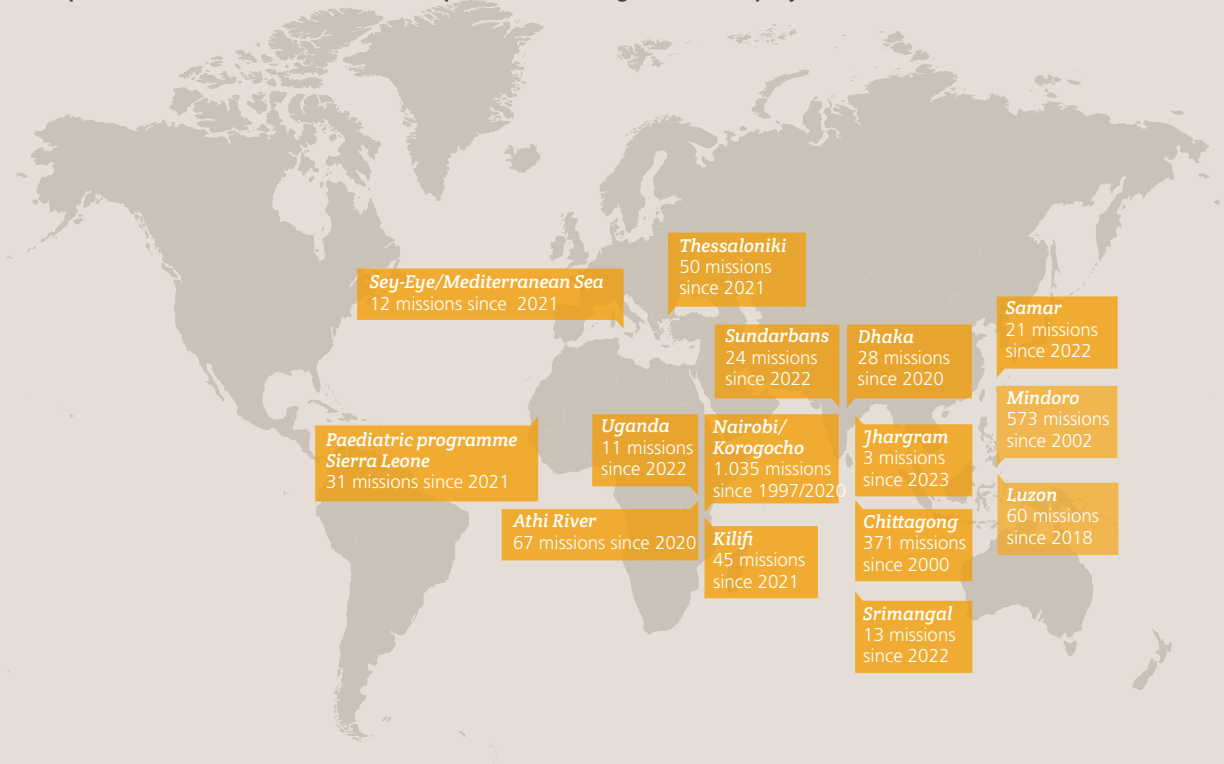 Thessaloniki
50 missions
since 2021
Sey-Eye/Mediterranean Sea
12 missions since 2021
Samar
21 missions
since 2022
Sundarbans
24 missions
since 2022
Dhaka
28 missions
since 2020
Mindoro
573 missions
since 2002
Uganda
11 missions
since 2022
Nairobi/
Korogocho
1.035 missions
since 1997/2020
Jhargram
3 missions
since 2023
Paediatric programme
Sierra Leone
31 missions since 2021
Luzon
60 missions
since 2018
Athi River
67 missions since 2020
Kilifi
45 missions
since 2021
Chittagong
371 missions
since 2000
Srimangal
13 missions
since 2022